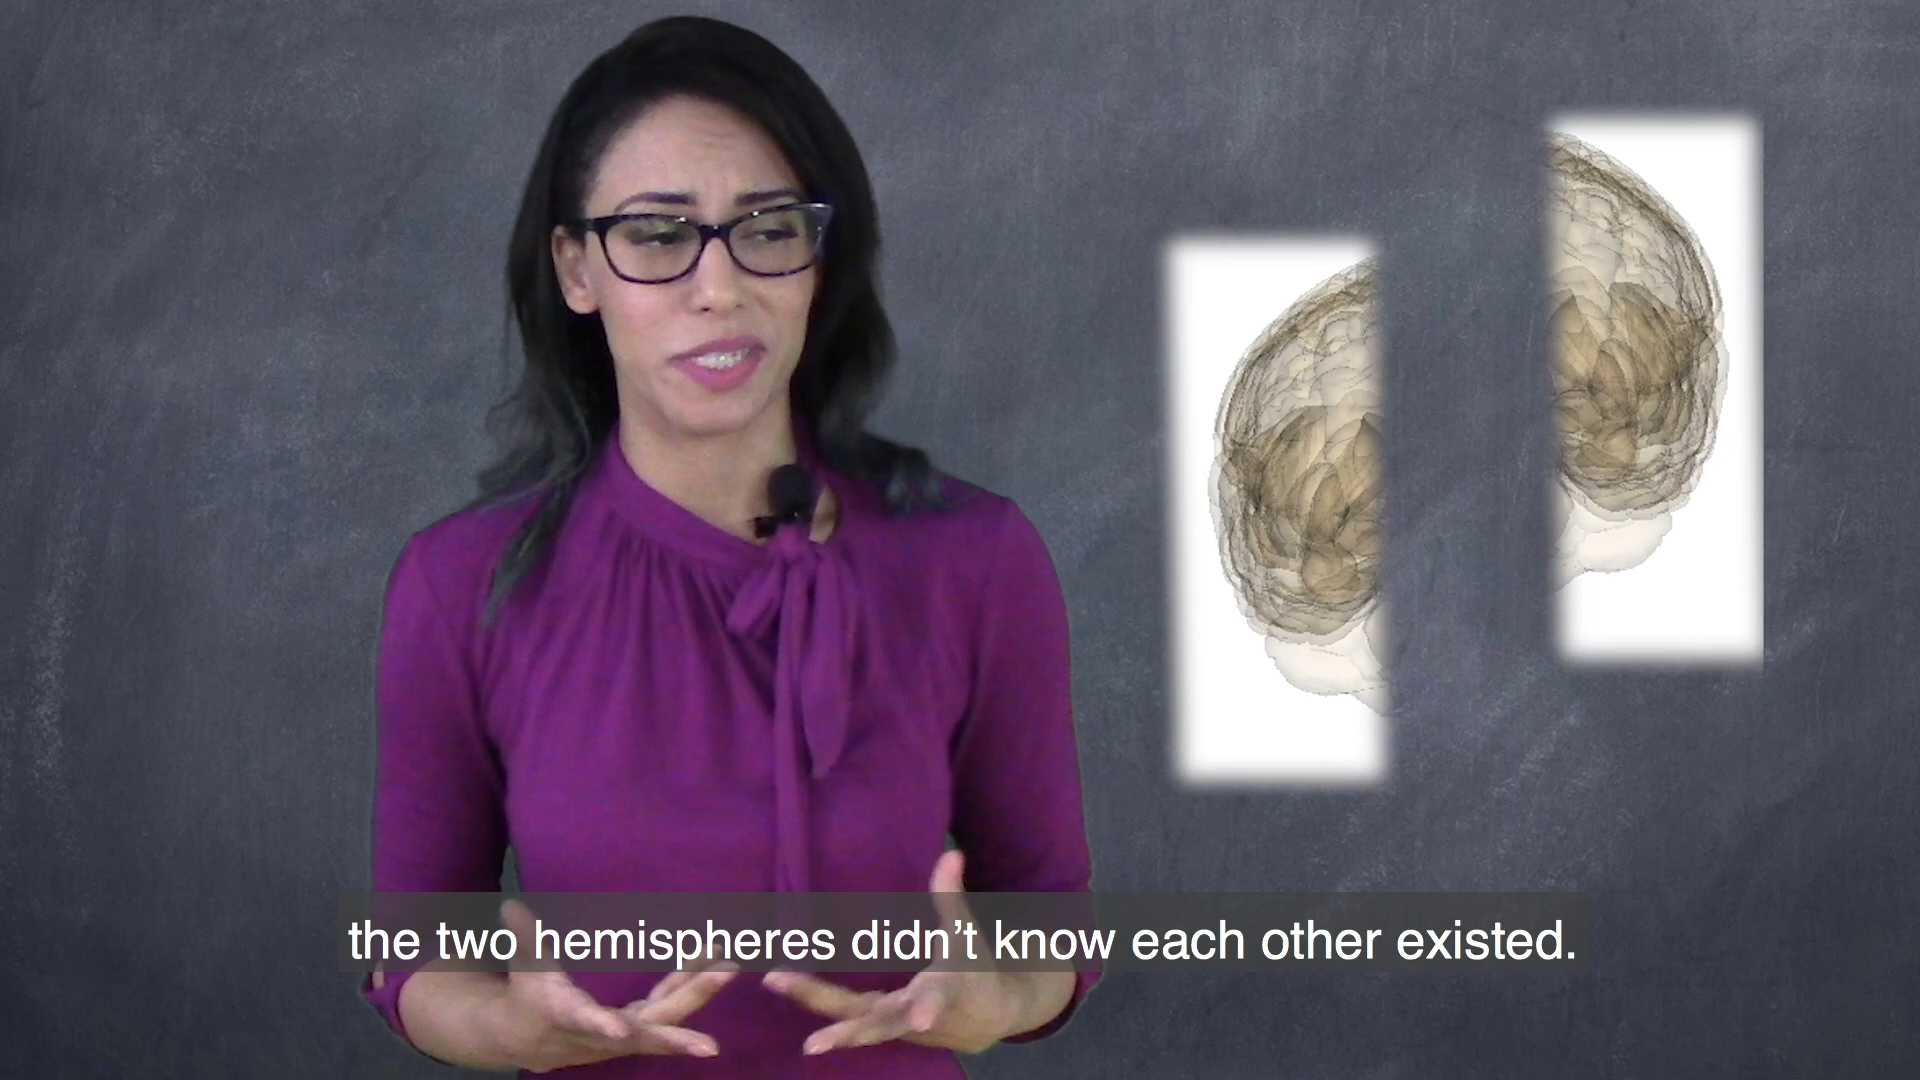 the two hemispheres didn’t know each other existed.